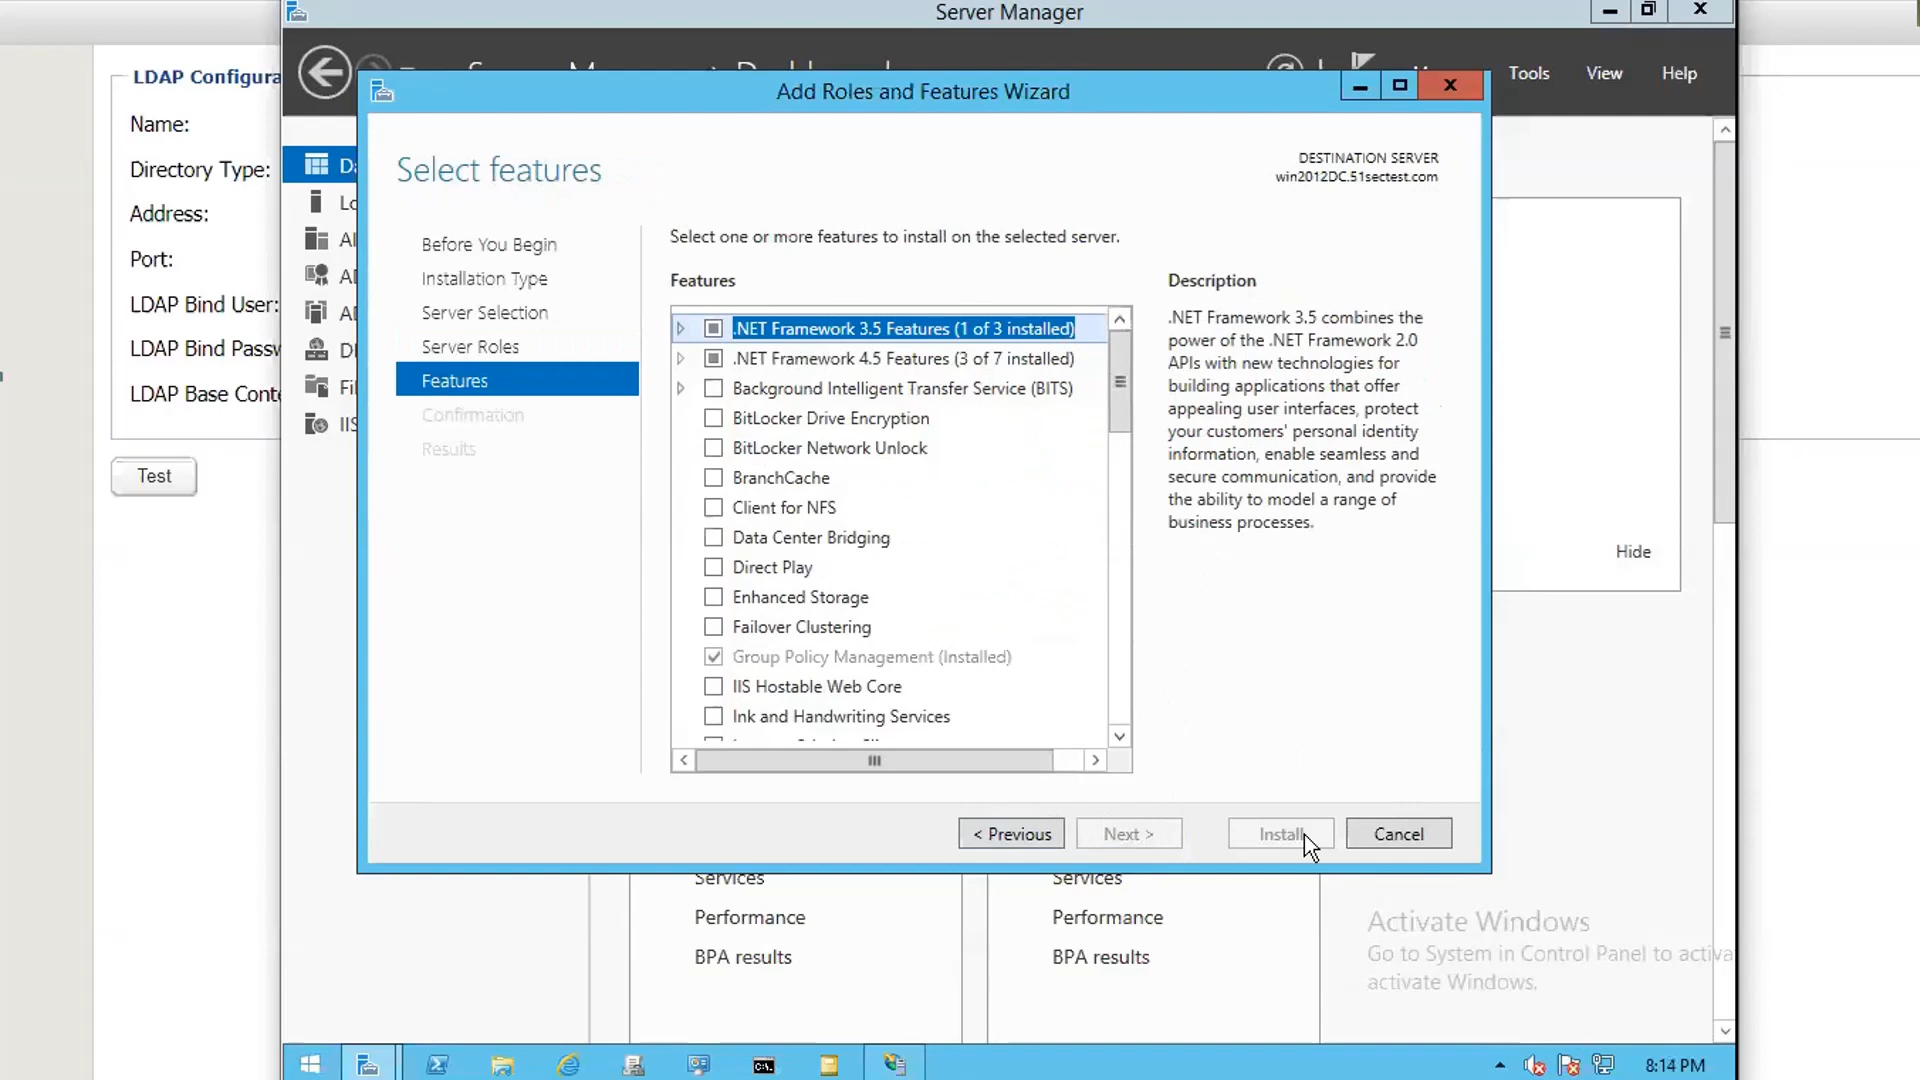 Server Manager
Tools
View
Help
LDAP Configura
Name:
Directory Type:
Address:
Port:
LDAP Bind User:
LDAP Bind Passw
LDAP Base Conte
Test
Add Roles and Features Wizard
Select features
DESTINATION SERVER
win2012DC.51sectest.com
Before You Begin
Installation Type
Server Selection
Server Roles
Features
Confirmation
Results
Select one or more features to install on the selected server.
Features
.NET Framework 3.5 Features (1 of 3 installed)
.NET Framework 4.5 Features (3 of 7 installed)
Background Intelligent Transfer Service (BITS)
BitLocker Drive Encryption
BitLocker Network Unlock
BranchCache
Client for NFS
Data Center Bridging
Direct Play
Enhanced Storage
Failover Clustering
Group Policy Management (Installed)
IIS Hostable Web Core
Ink and Handwriting Services
Description
.NET Framework 3.5 combines the
power of the .NET Framework 2.0
APIs with new technologies for
building applications that offer
appealing user interfaces, protect
your customers' personal identity
information, enable seamless and
secure communication, and provide
the ability to model a range of
business processes.
Hide
< Previous
Next >
Install
Cancel
Services
Performance
BPA results
Services
Performance
BPA results
Activate Windows
Go to System in Control Panel to activa
activate Windows.
8:14 PM